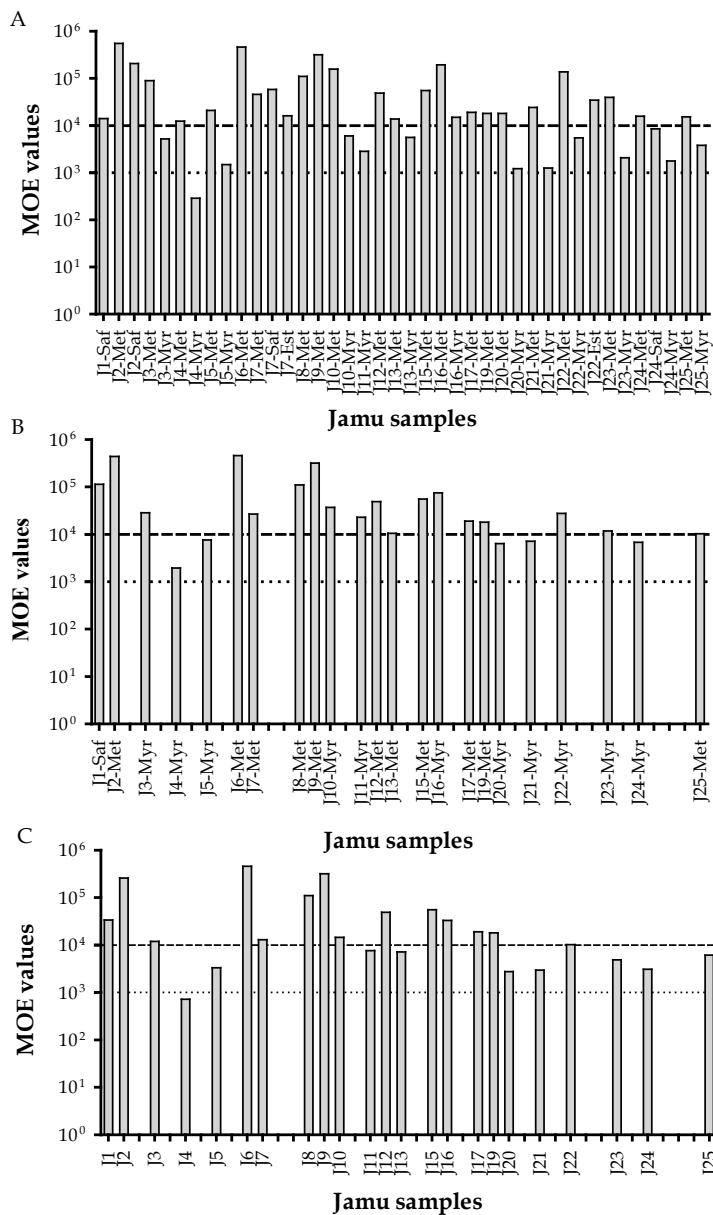 A
MOE values
10⁶
10⁵
10⁴
10³
10²
10¹
10⁰
J1-Saf
J2-Met
J2-Saf
J3-Met
J3-Myr
J4-Met
J4-Myr
J5-Met
J5-Myr
J6-Met
J7-Met
J7-Saf
J7-Est
J8-Met
J9-Met
J10-Met
J10-Myr
J11-Myr
J12-Met
J13-Met
J13-Myr
J15-Met
J16-Met
J16-Myr
J17-Met
J19-Met
J20-Met
J20-Myr
J21-Met
J21-Myr
J22-Met
J22-Myr
J22-Est
J23-Met
J23-Myr
J24-Met
J24-Saf
J24-Myr
J25-Met
J25-Myr
Jamu samples
B
MOE values
10⁶
10⁵
10⁴
10³
10²
10¹
10⁰
J1-Saf
J2-Met
J3-Myr
J4-Myr
J5-Myr
J6-Met
J7-Met
J8-Met
J9-Met
J10-Myr
J11-Myr
J12-Met
J13-Met
J15-Met
J16-Myr
J17-Met
J19-Met
J20-Myr
J21-Myr
J22-Myr
J23-Myr
J24-Myr
J25-Met
Jamu samples
C
MOE values
10⁶
10⁵
10⁴
10³
10²
10¹
10⁰
J1
J2
J3
J4
J5
J6
J7
J8
J9
J10
J11
J12
J13
J15
J16
J17
J19
J20
J21
J22
J23
J24
J25
Jamu samples